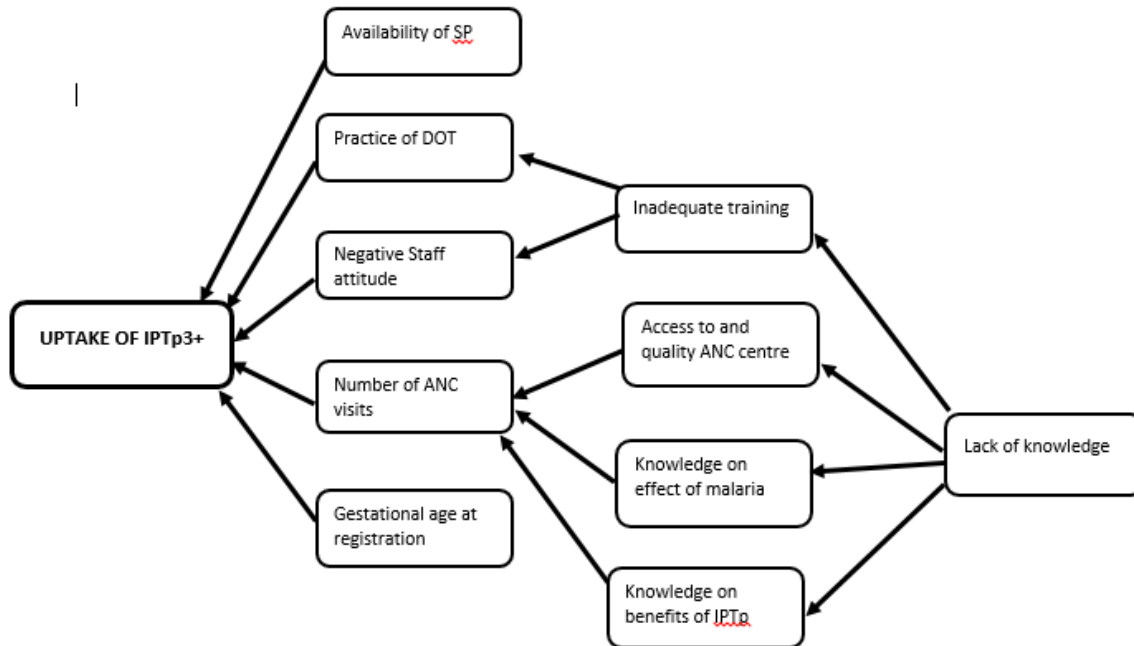 Availability of SP
Practice of DOT
Inadequate training
Negative Staff
attitude
UPTAKE OF IPTp3+
Access to and
quality ANC centre
Number of ANC
visits
Lack of knowledge
Knowledge on
effect of malaria
Gestational age at
registration
Knowledge on
benefits of IPTp